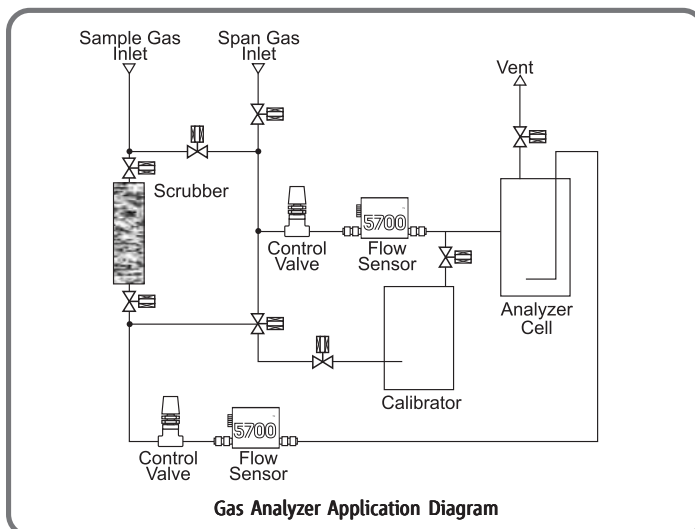 Sample Gas
Inlet
Span Gas
Inlet
Vent
Scrubber
5700
Control
Valve
Flow
Sensor
Analyzer
Cell
Calibrator
5700
Control
Valve
Flow
Sensor
Gas Analyzer Application Diagram